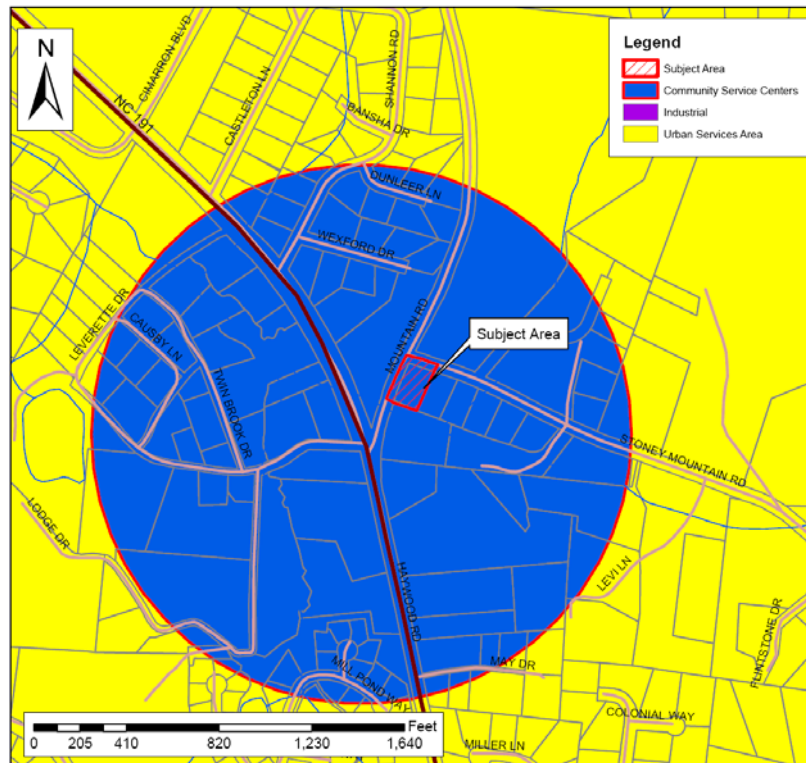 N
CIMARRON BLVD
NC 191
CASTLETON LN
SHANNON RD
BANSHA DR
DUNLEER LN
WEXFORD DR
Legend
Subject Area
Community Service Centers
Industrial
Urban Services Area
LEVERETTE DR
CAUSBY LN
TWIN BROOK DR
MOUNTAIN RD
Subject Area
STONEY MOUNTAIN RD
LODGE DR
HAYWOOD RD
LEVI LN
FLINTSTONE DR
MAY DR
MILL POND WAY
COLONIAL WAY
MILLER LN
Feet
0 205 410 820 1,230 1,640